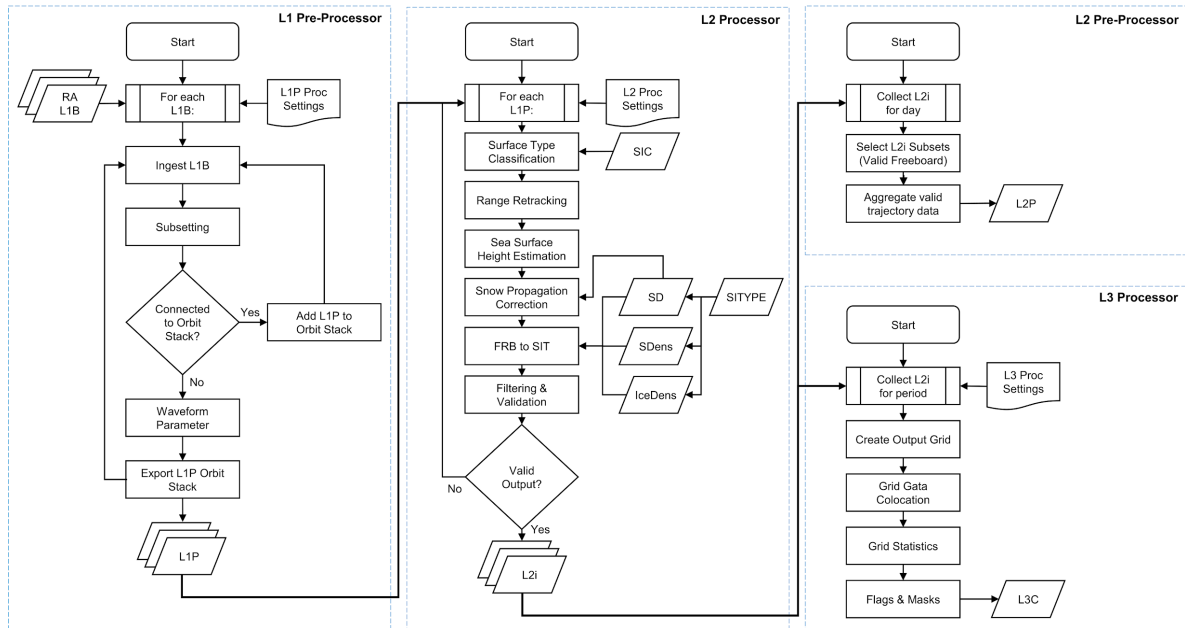 L1 Pre-Processor
Start
RA
L1B
For each
L1B:
L1P Proc
Settings
Ingest L1B
Subsetting
Connected
to Orbit
Stack?
Yes
Add L1P to
Orbit Stack
No
Waveform
Parameter
Export L1P Orbit
Stack
L1P
L2 Processor
Start
For each
L1P:
L2 Proc
Settings
Surface Type
Classification
SIC
Range Retracking
Sea Surface
Height Estimation
Snow Propagation
Correction
SD
SITYPE
FRB to SIT
SDens
Filtering &
Validation
IceDens
Valid
Output?
No
Yes
L2i
L2 Pre-Processor
Start
Collect L2i
for day
Select L2i Subsets
(Valid Freeboard)
Aggregate valid
trajectory data
L2P
L3 Processor
Start
Collect L2i
for period
L3 Proc
Settings
Create Output Grid
Grid Gata
Colocation
Grid Statistics
Flags & Masks
L3C